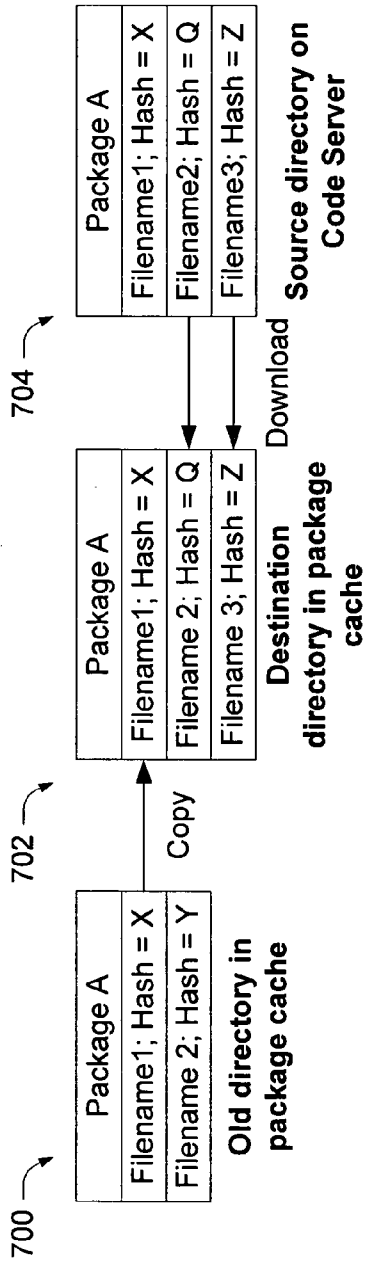 700
Package A
Filename1; Hash = X
Filename 2; Hash = Y
Old directory in
package cache
Copy
702
Package A
Filename1; Hash = X
Filename 2; Hash = Q
Filename 3; Hash = Z
Destination
directory in package
cache
Download
704
Package A
Filename1; Hash = X
Filename2; Hash = Q
Filename3; Hash = Z
Source directory on
Code Server